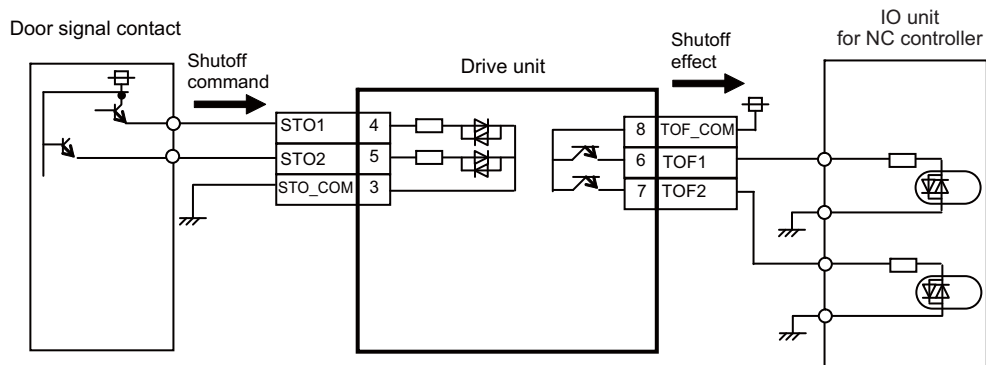 Door signal contact
Shutoff
command
Drive unit
Shutoff
effect
IO unit
for NC controller
STO1 4
STO2 5
STO_COM 3
8 TOF_COM
6 TOF1
7 TOF2